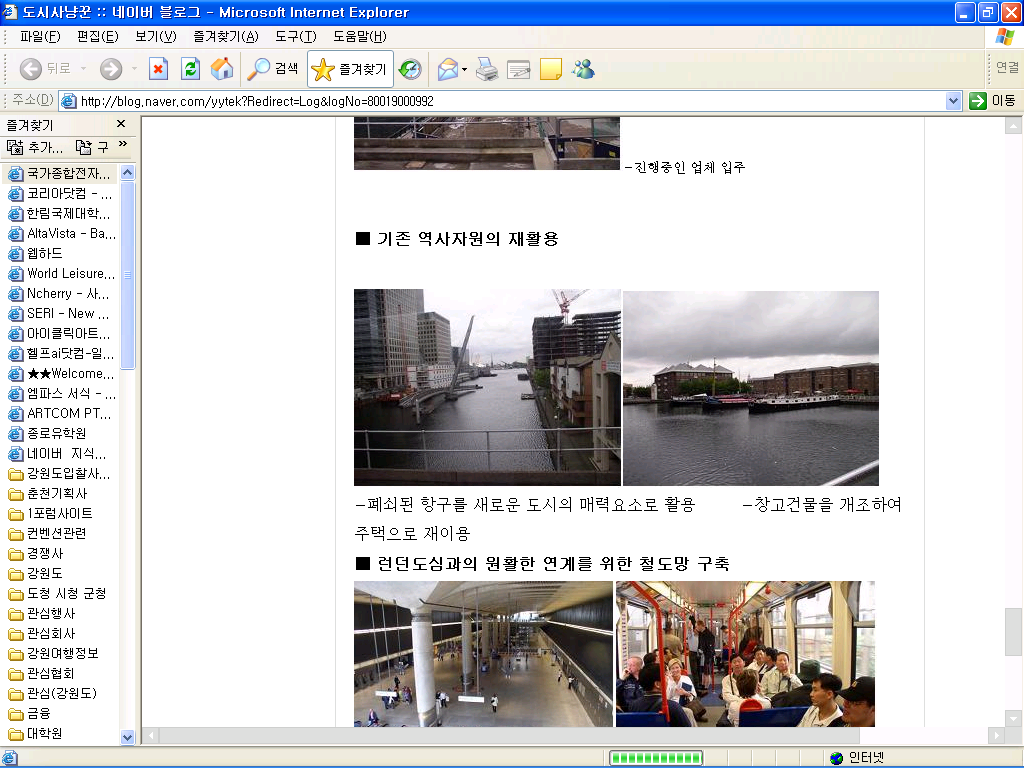 도시사냥꾼 :: 네이버 블로그 - Microsoft Internet Explorer
파일(F) 편집(E) 보기(V) 즐겨찾기(A) 도구(T) 도움말(H)
뒤로 검색 즐겨찾기 연결
주소(D) http://blog.naver.com/yytek?Redirect=Log&logNo=80019000992 이동
즐겨찾기
추가... 구
국가종합전자...
코리아닷컴 - ...
한림국제대학...
AltaVista - Ba...
웹하드
World Leisure...
Ncherry - 사...
SERI - New ...
아이클릭아트...
헬프ai닷컴-일...
★★Welcome...
엠파스 서식 - ...
ARTCOM PT...
종로유학원
네이버 지식...
강원도입찰사...
춘천기획사
1포럼사이트
컨벤션관련
경쟁사
강원도
도청 시청 군청
관심행사
관심회사
강원여행정보
관심협회
관심(강원도)
금융
대학원
-진행중인 업체 입주
■ 기존 역사자원의 재활용
-폐쇠된 항구를 새로운 도시의 매력요소로 활용 -창고건물을 개조하여
주택으로 재이용
■ 런던도심과의 원활한 연계를 위한 철도망 구축
인터넷